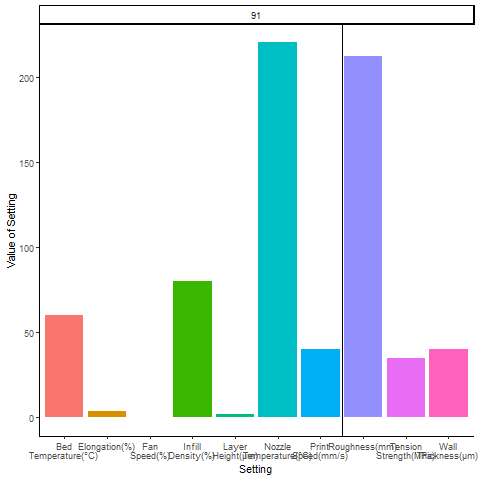 91
Value of Setting
200
150
100
50
0
Bed
Temperature(°C)
Elongation(%)
Fan
Speed(%)
Infill
Density(%)
Layer
Height(µm)
Nozzle
Temperature(°C)
Print
Speed(mm/s)
Roughness(mm)
Tension
Strength(MPa)
Wall
Thickness(µm)
Setting